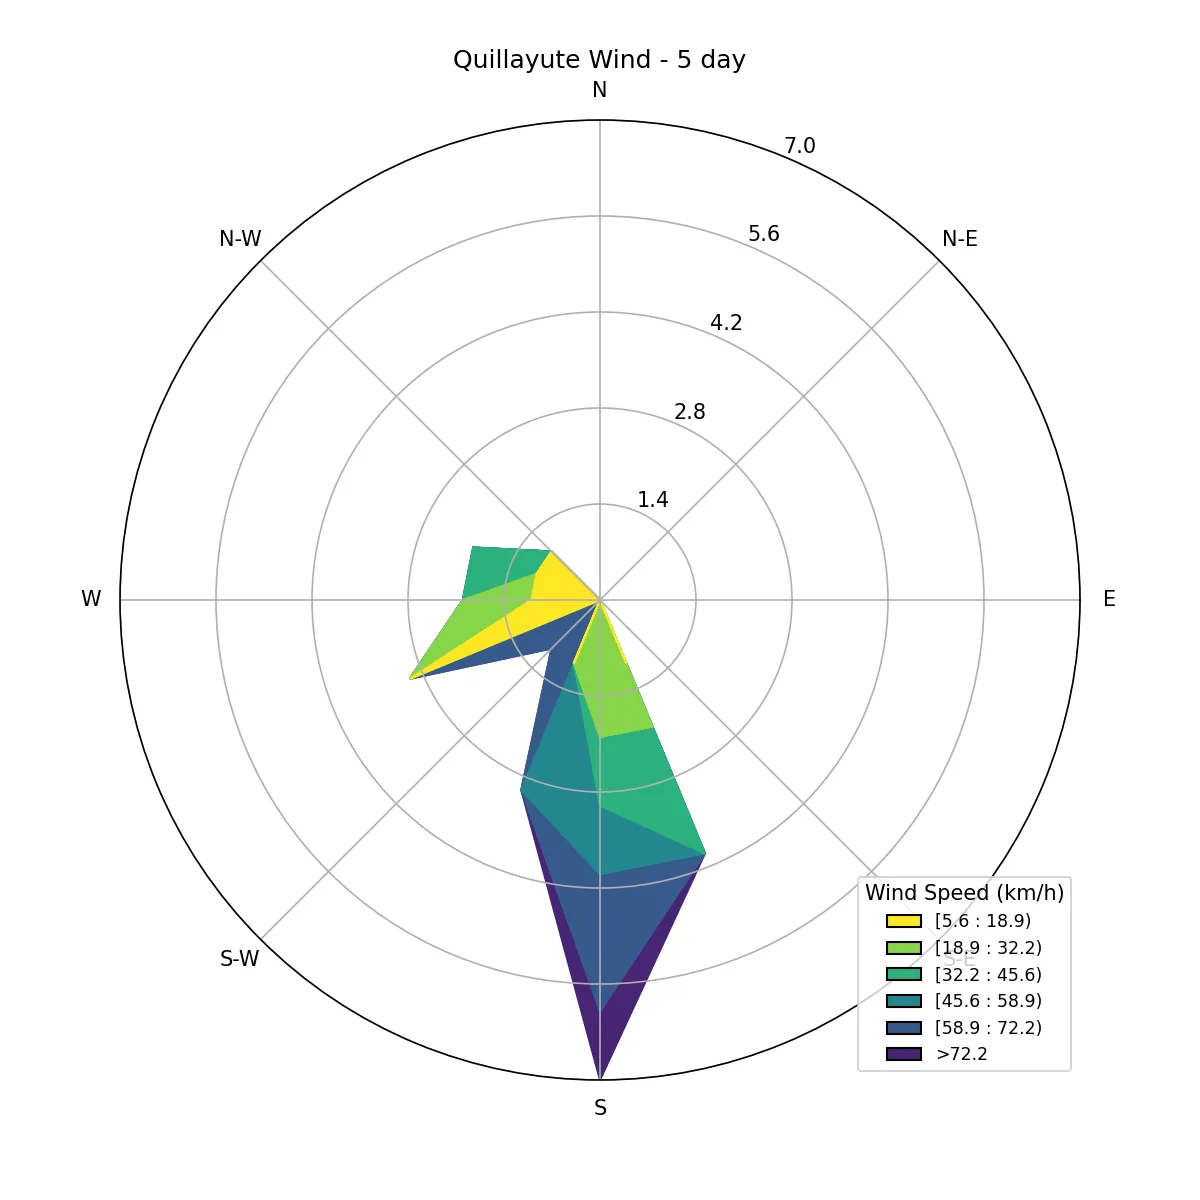 Quillayute Wind - 5 day
N
7.0
N-W
5.6
N-E
4.2
2.8
1.4
W
E
Wind Speed (km/h)
[5.6 : 18.9)
[18.9 : 32.2)
S-W
S-E
[32.2 : 45.6)
[45.6 : 58.9)
[58.9 : 72.2)
>72.2
S